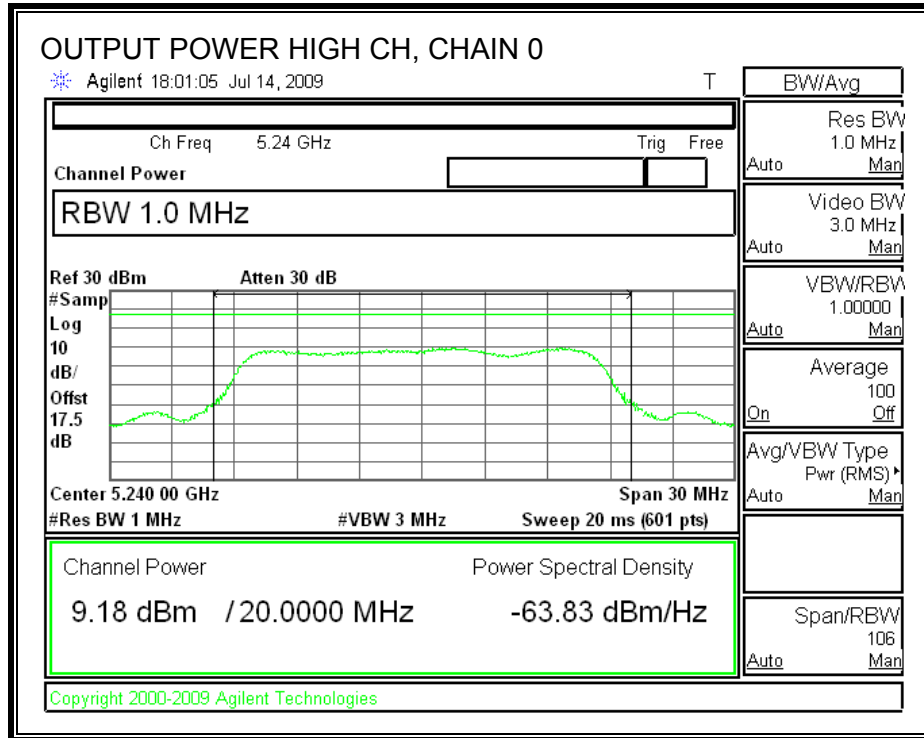 OUTPUT POWER HIGH CH, CHAIN 0
Agilent 18:01:05 Jul 14, 2009 T
Ch Freq 5.24 GHz Trig Free
Channel Power
RBW 1.0 MHz
Ref 30 dBm Atten 30 dB
#Samp
Log
10
dB/
Offst
17.5
dB
Center 5.240 00 GHz Span 30 MHz
#Res BW 1 MHz #VBW 3 MHz Sweep 20 ms (601 pts)
Channel Power Power Spectral Density
9.18 dBm / 20.0000 MHz -63.83 dBm/Hz
Copyright 2000-2009 Agilent Technologies
BW/Avg
Res BW
1.0 MHz
Auto Man
Video BW
3.0 MHz
Auto Man
VBW/RBW
1.00000
Auto Man
Average
100
On Off
Avg/VBW Type
Pwr (RMS)
Auto Man
Span/RBW
106
Auto Man